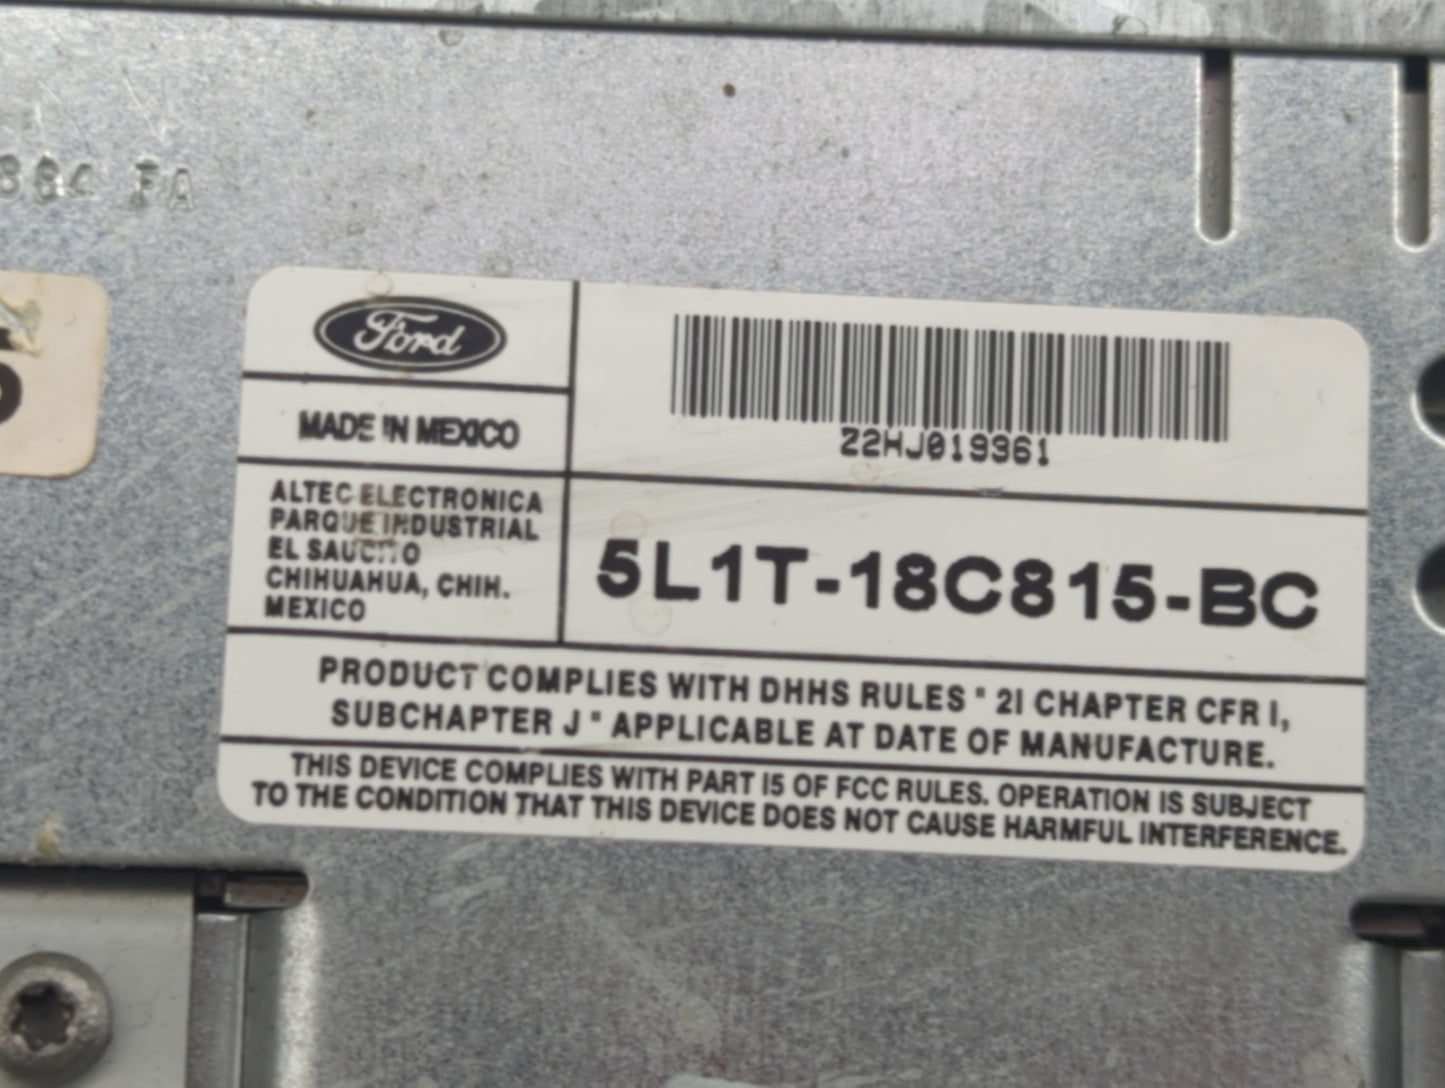 884 FA
Ford
MADE IN MEXICO
Z2HJ019361
ALTEC ELECTRONICA
PARQUE INDUSTRIAL
EL SAUCITO
CHIHUAHUA, CHIH.
MEXICO
5L1T-18C815-BC
PRODUCT COMPLIES WITH DHHS RULES " 21 CHAPTER CFR I,
SUBCHAPTER J " APPLICABLE AT DATE OF MANUFACTURE.
THIS DEVICE COMPLIES WITH PART 15 OF FCC RULES. OPERATION IS SUBJECT
TO THE CONDITION THAT THIS DEVICE DOES NOT CAUSE HARMFUL INTERFERENCE.